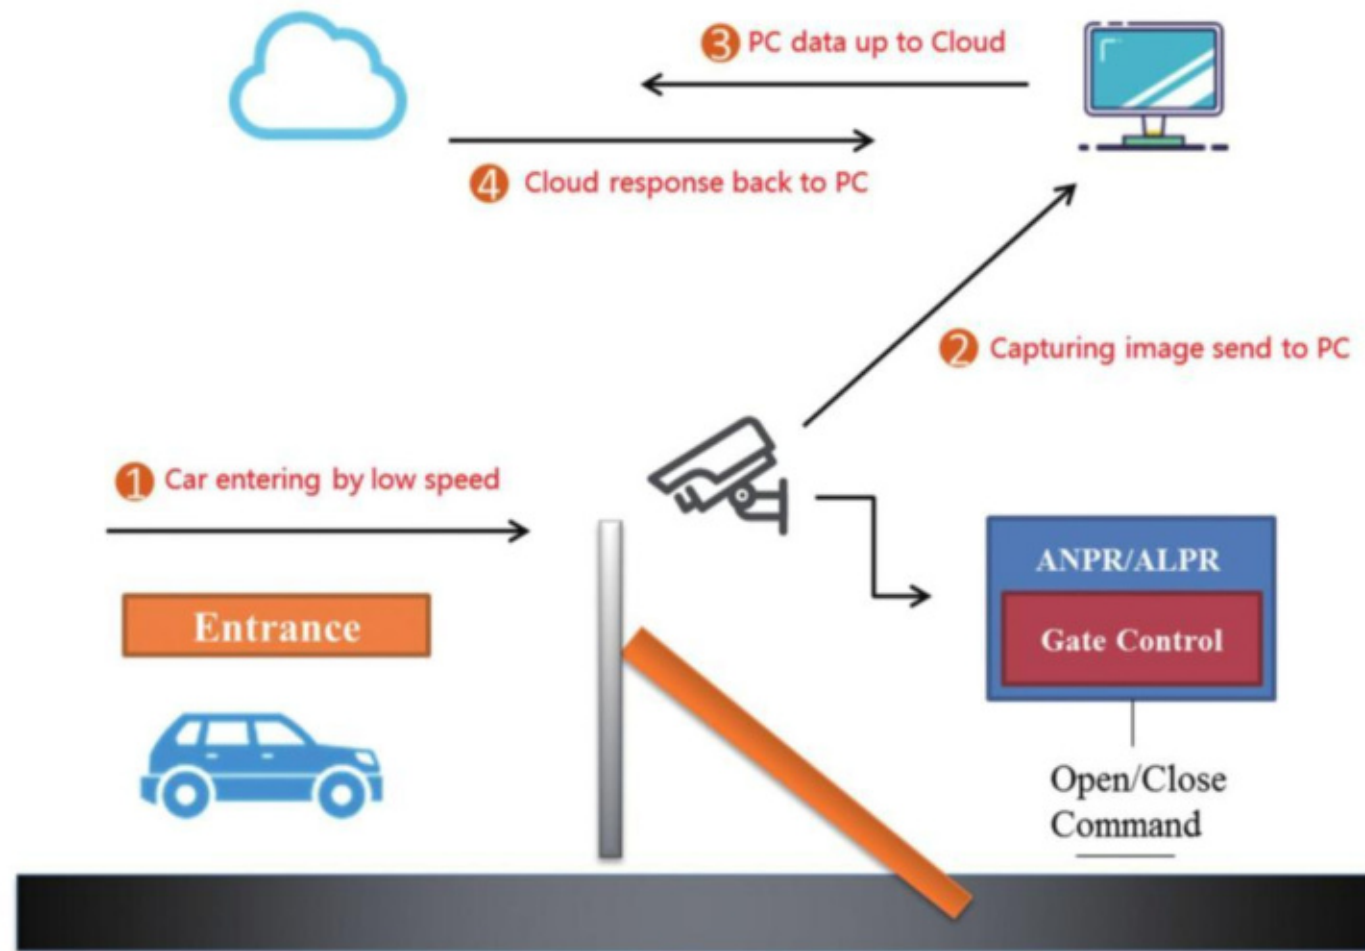 3 PC data up to Cloud
4 Cloud response back to PC
2 Capturing image send to PC
1 Car entering by low speed
Entrance
ANPR/ALPR
Gate Control
Open/Close
Command